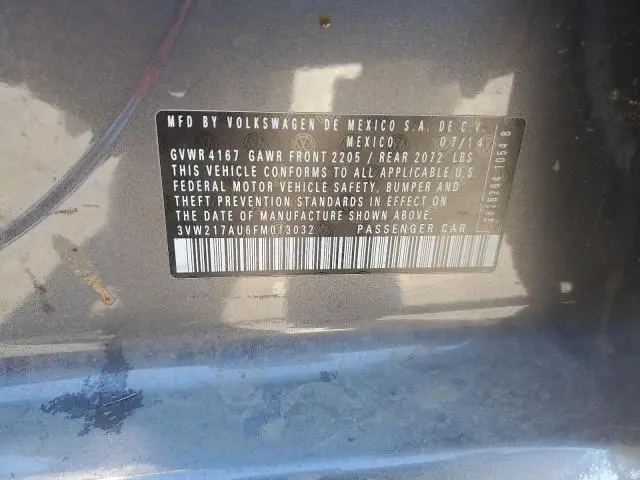 MFD BY VOLKSWAGEN DE MEXICO S.A. DE C.V.
MEXICO 07/14
GVWR 4167 GAWR FRONT 2205 / REAR 2072 LBS
THIS VEHICLE CONFORMS TO ALL APPLICABLE U.S.
FEDERAL MOTOR VEHICLE SAFETY, BUMPER AND
THEFT PREVENTION STANDARDS IN EFFECT ON
THE DATE OF MANUFACTURE SHOWN ABOVE.
3VW217AU6FM013032 PASSENGER CAR
2628264 1064 B